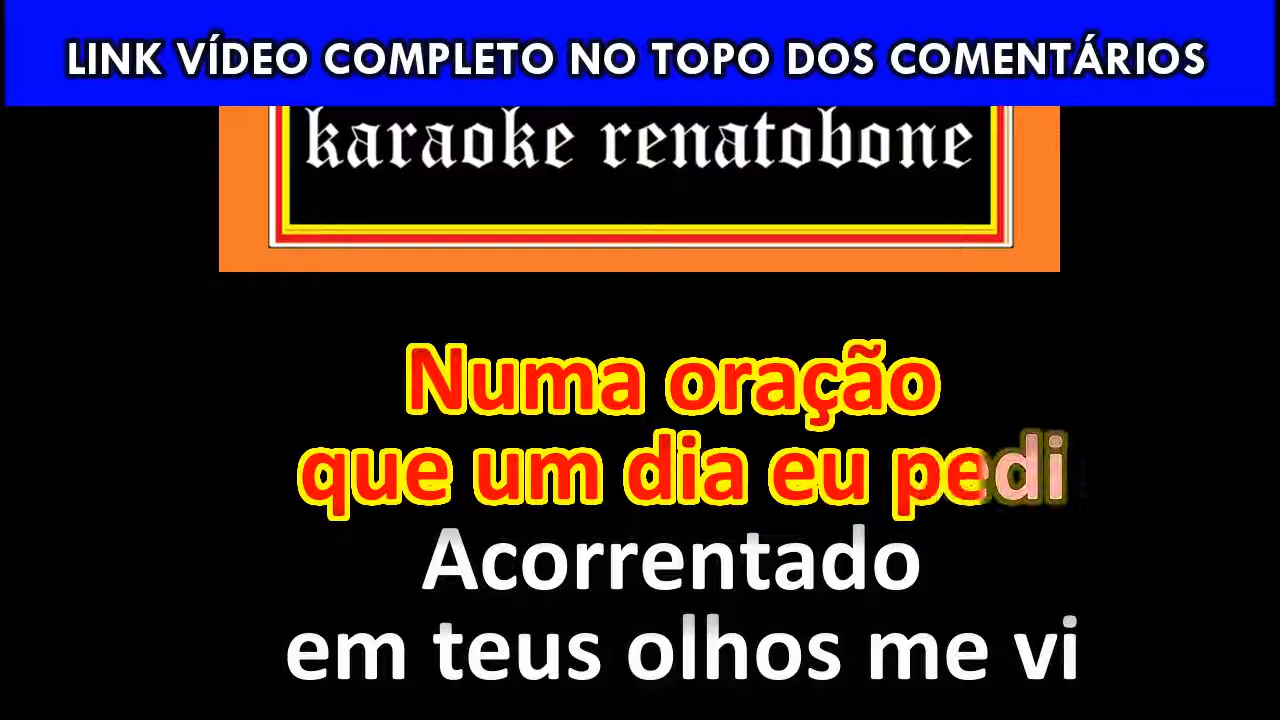 LINK VÍDEO COMPLETO NO TOPO DOS COMENTÁRIOS
karaoke renatobone
Numa oração
que um dia eu pedi
Acorrentado
em teus olhos me vi